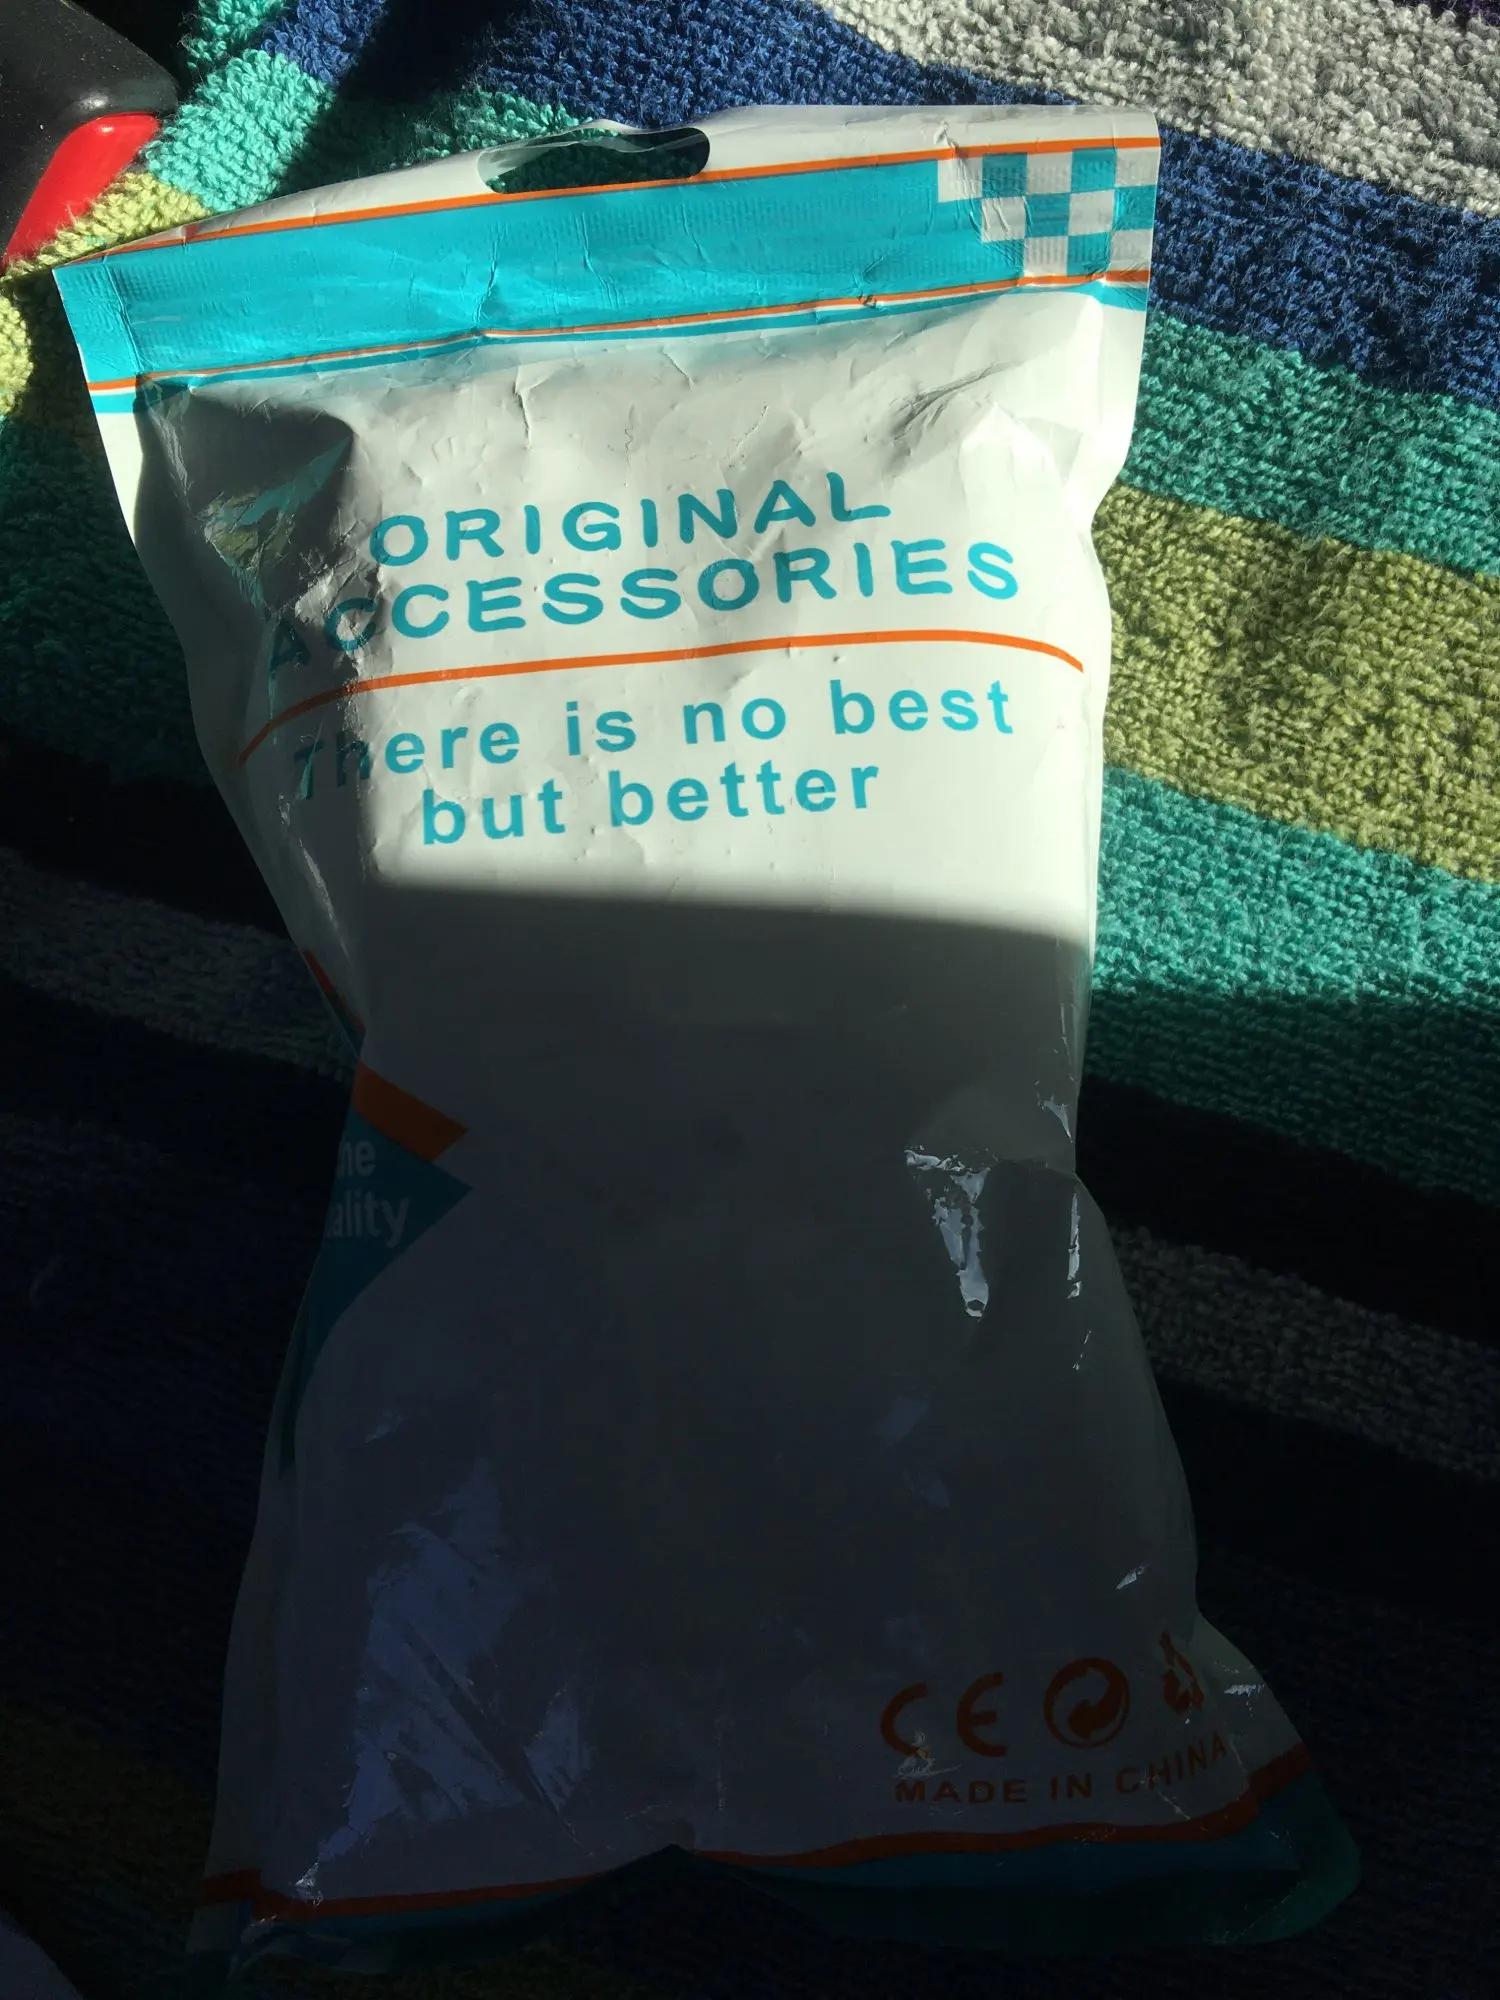 ORIGINAL
ACCESSORIES
There is no best
but better
CE
MADE IN CHINA